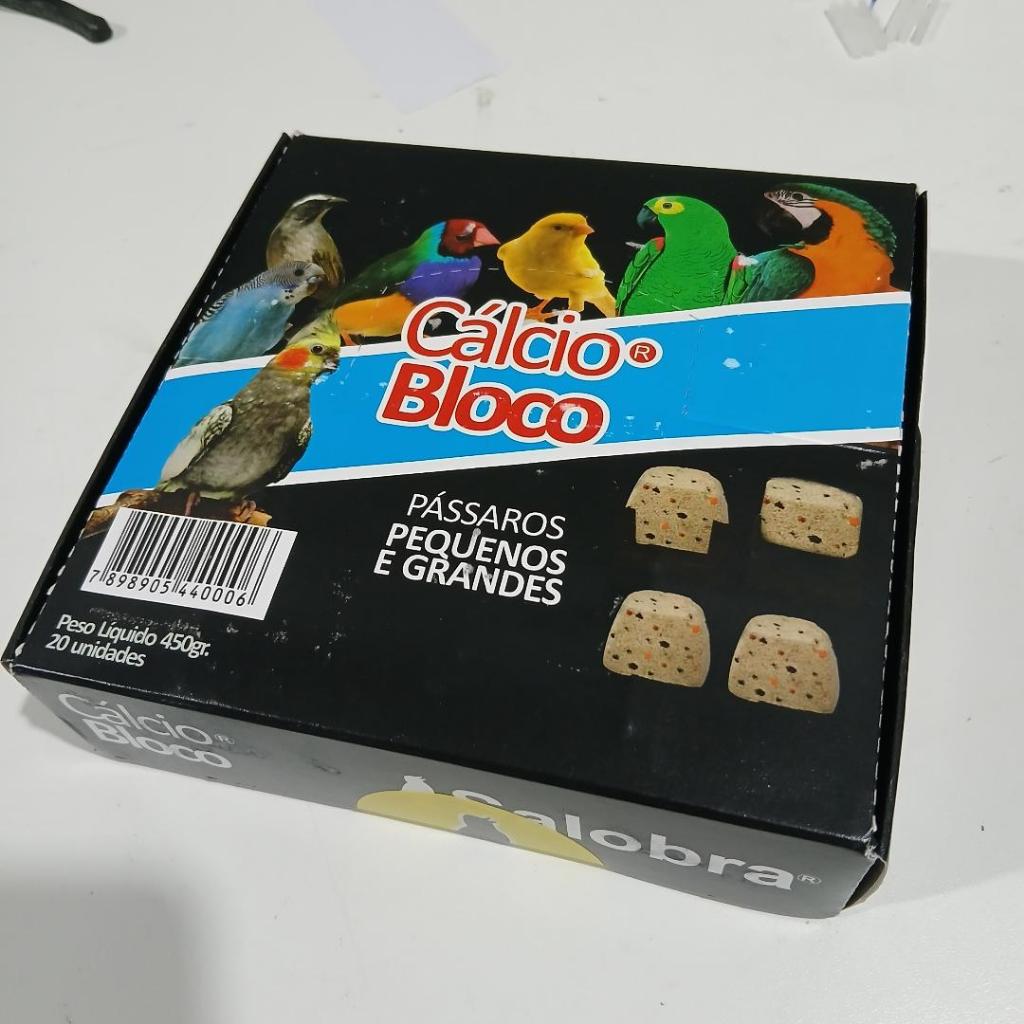 Cálcio®
Bloco
PÁSSAROS
PEQUENOS
E GRANDES
7 898905 440006
Peso Líquido 450gr.
20 unidades
Cálcio®
Bloco
Salobra®